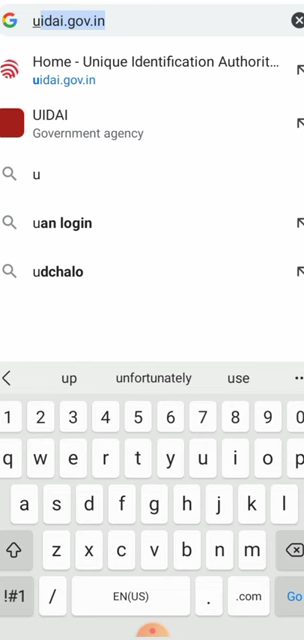 uidai.gov.in
Home - Unique Identification Authorit...
uidai.gov.in
UIDAI
Government agency
u
uan login
udchalo
up unfortunately use
1 2 3 4 5 6 7 8 9 0
q w e r t y u i o p
a s d f g h j k l
z x c v b n m
!#1 / EN(US) . .com Go